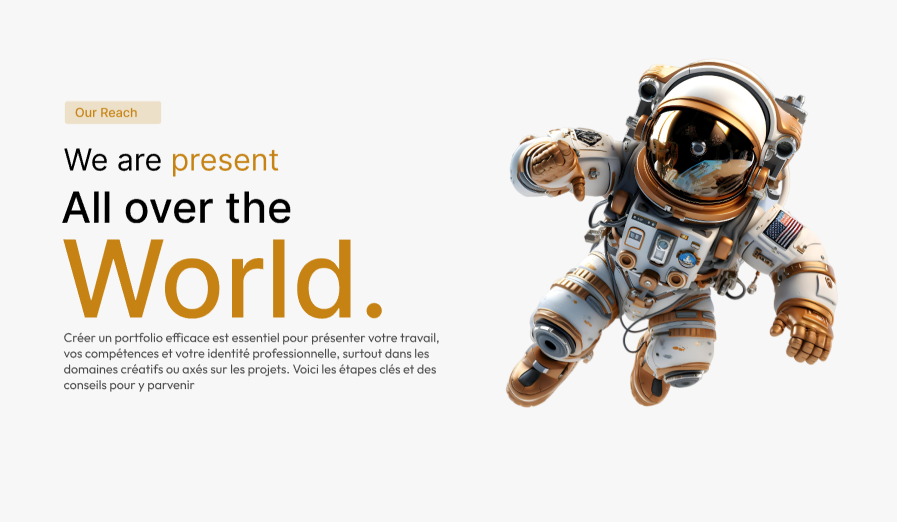 Our Reach
We are present
All over the
World.
Créer un portfolio efficace est essentiel pour présenter votre travail,
vos compétences et votre identité professionnelle, surtout dans les
domaines créatifs ou axés sur les projets. Voici les étapes clés et des
conseils pour y parvenir